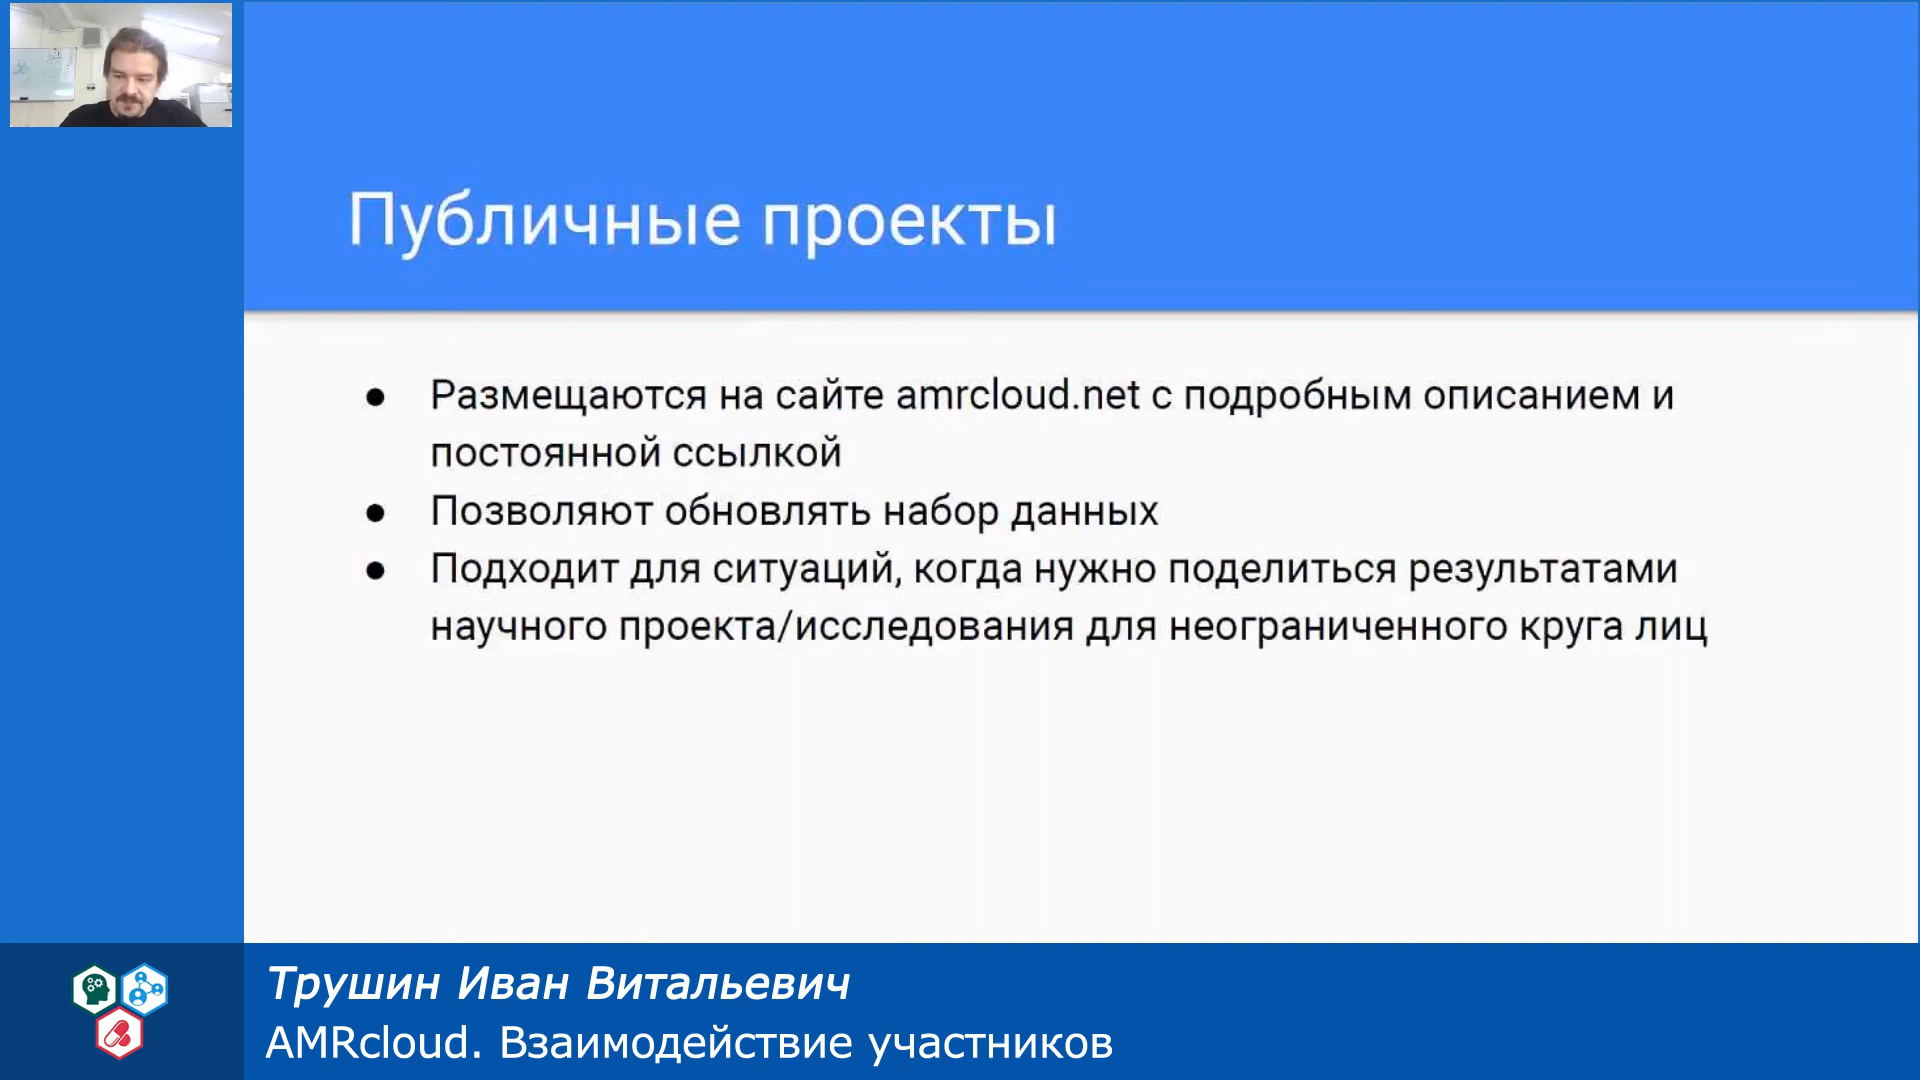 Публичные проекты
● Размещаются на сайте amrcloud.net с подробным описанием и
постоянной ссылкой
● Позволяют обновлять набор данных
● Подходит для ситуаций, когда нужно поделиться результатами
научного проекта/исследования для неограниченного круга лиц
Трушин Иван Витальевич
AMRcloud. Взаимодействие участников